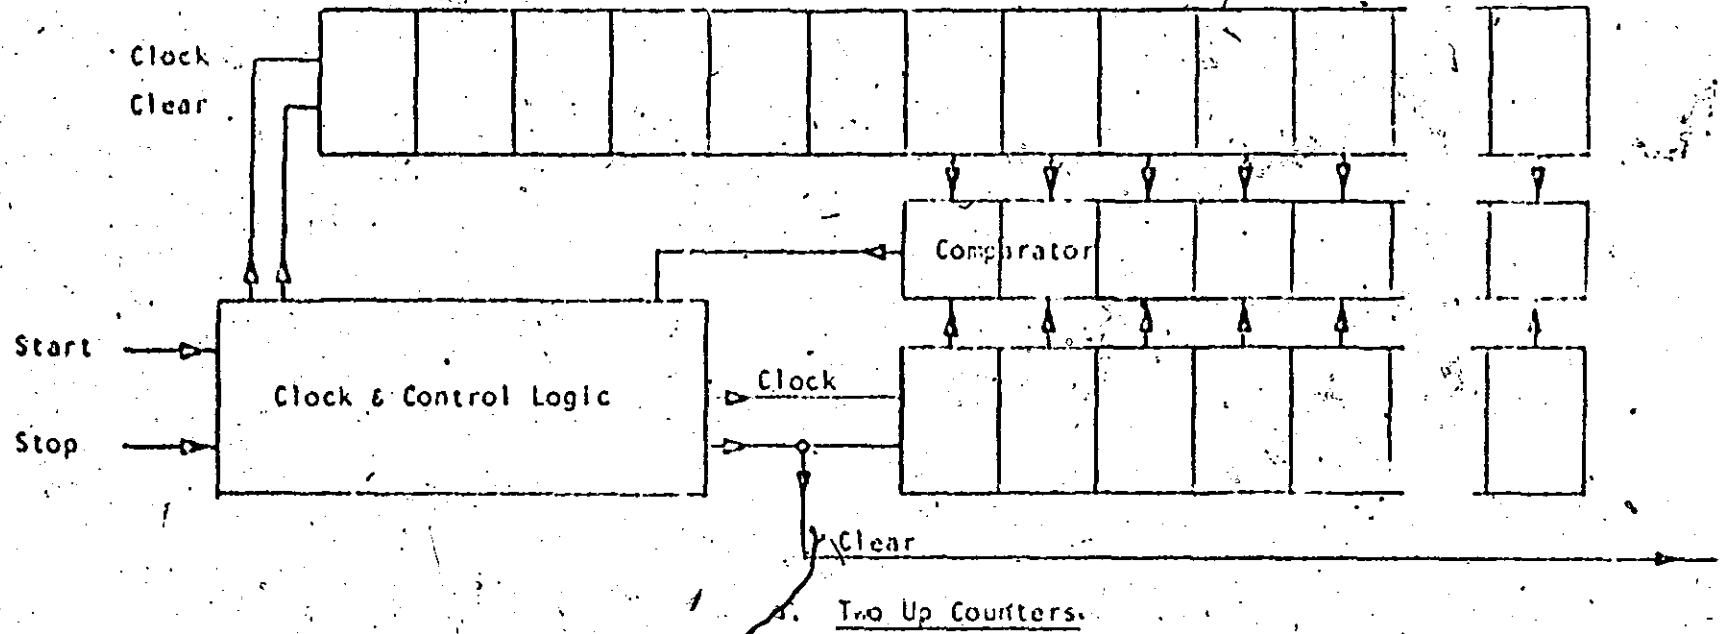 Clock
Clear
Comparator
Start
Clock & Control Logic
Clock
Stop
Clear
Two Up Counters.